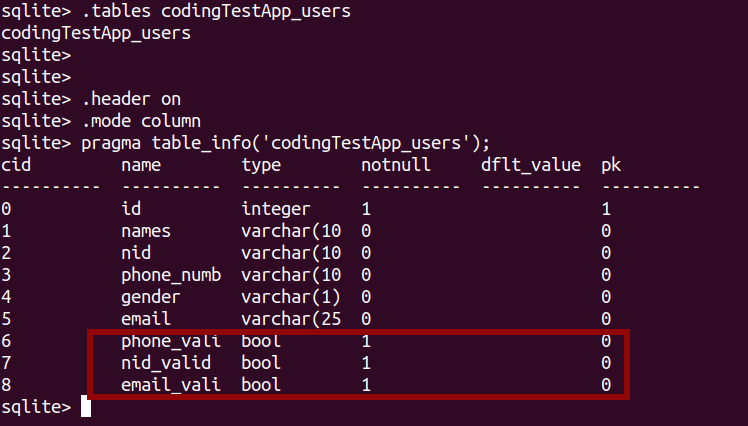 sqlite> .tables codingTestApp_users
codingTestApp_users
sqlite>
sqlite>
sqlite> .header on
sqlite> .mode column
sqlite> pragma table_info('codingTestApp_users');
cid         name        type        notnull     dflt_value  pk
----------  ----------  ----------  ----------  ----------  ----------
0           id          integer     1                       1
1           names       varchar(10  0                       0
2           nid         varchar(10  0                       0
3           phone_numb  varchar(10  0                       0
4           gender      varchar(1)  0                       0
5           email       varchar(25  0                       0
6           phone_vali  bool        1                       0
7           nid_valid   bool        1                       0
8           email_vali  bool        1                       0
sqlite>